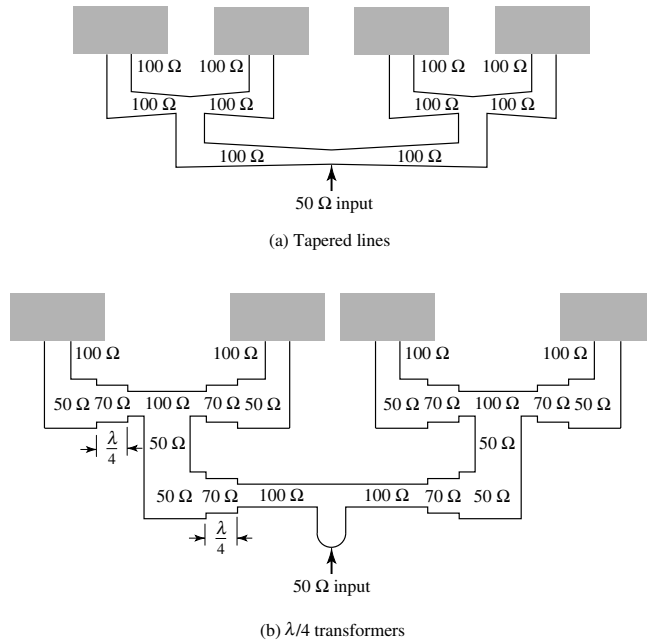 100 Ω 100 Ω 100 Ω 100 Ω
100 Ω 100 Ω 100 Ω 100 Ω
100 Ω 100 Ω
50 Ω input
(a) Tapered lines
100 Ω 100 Ω 100 Ω 100 Ω
50 Ω 70 Ω 100 Ω 70 Ω 50 Ω 50 Ω 70 Ω 100 Ω 70 Ω 50 Ω
λ/4 50 Ω 50 Ω
50 Ω 70 Ω 100 Ω 100 Ω 70 Ω 50 Ω
λ/4
50 Ω input
(b) λ/4 transformers